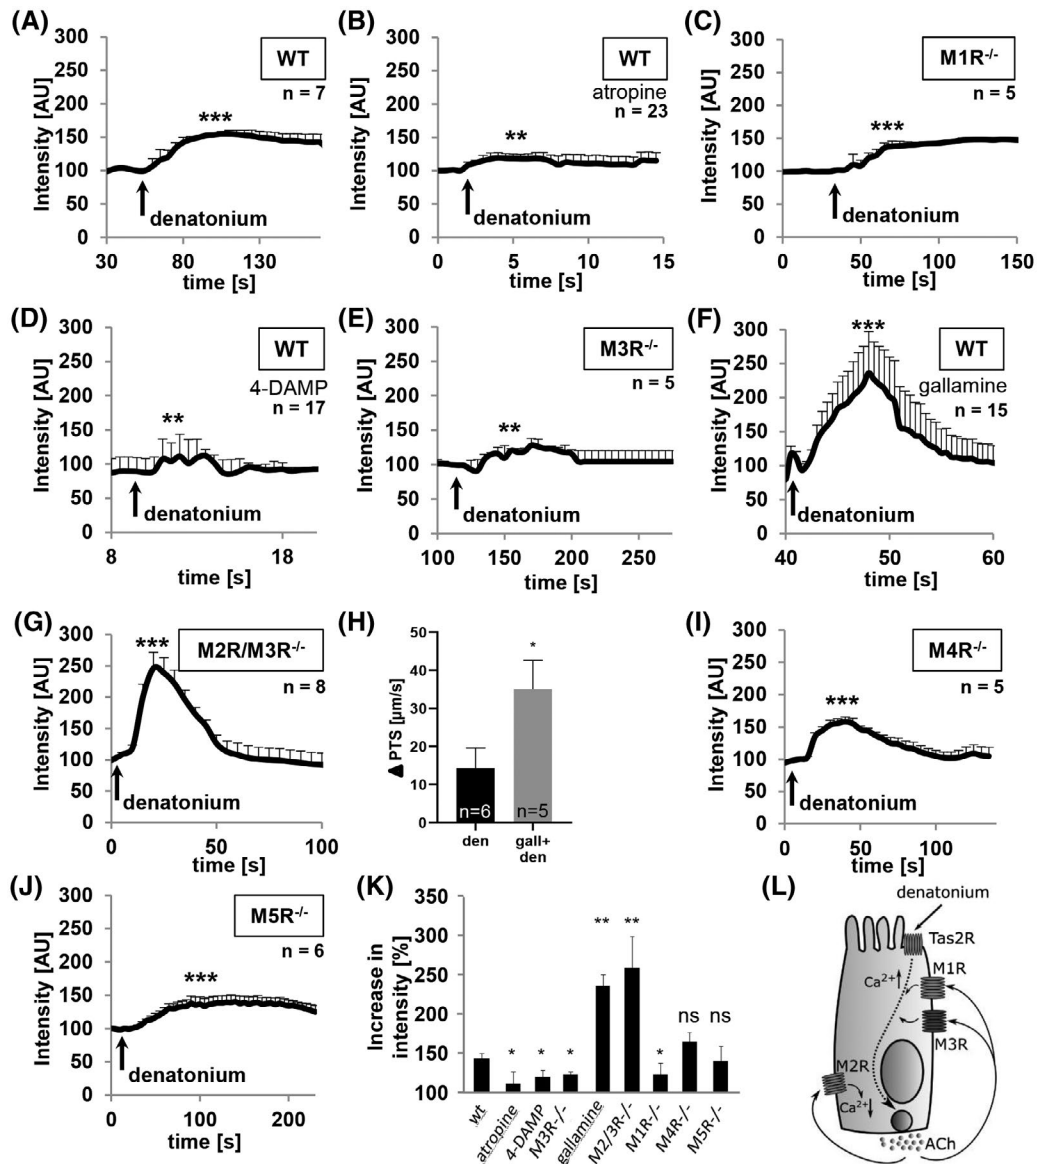 (A)
300
250
200
150
100
50
0
Intensity [AU]
WT
n = 7
***
denatonium
30 80 130
time [s]
(B)
300
250
200
150
100
50
0
Intensity [AU]
WT
atropine
n = 23
**
denatonium
0 5 10 15
time [s]
(C)
300
250
200
150
100
50
0
Intensity [AU]
M1R-/-
n = 5
***
denatonium
0 50 100 150
time [s]
(D)
300
250
200
150
100
50
0
Intensity [AU]
WT
4-DAMP
n = 17
**
denatonium
8 18
time [s]
(E)
300
250
200
150
100
50
0
Intensity [AU]
M3R-/-
n = 5
**
denatonium
100 150 200 250
time [s]
(F)
300
250
200
150
100
50
0
Intensity [AU]
***
WT
gallamine
n = 15
denatonium
40 50 60
time [s]
(G)
300
250
200
150
100
50
0
Intensity [AU]
***
M2R/M3R-/-
n = 8
denatonium
0 50 100
time [s]
(H)
50
40
30
20
10
0
▲ PTS [µm/s]
*
n=6 n=5
den gall+
den
(I)
300
250
200
150
100
50
0
Intensity [AU]
M4R-/-
n = 5
***
denatonium
0 50 100
time [s]
(J)
300
250
200
150
100
50
0
Intensity [AU]
M5R-/-
n = 6
***
denatonium
0 100 200
time [s]
(K)
350
300
250
200
150
100
Increase in
intensity [%]
* * * ** ** * ns ns
wt
atropine
4-DAMP
M3R-/-
gallamine
M2/3R-/-
M1R-/-
M4R-/-
M5R-/-
(L)
denatonium
Tas2R
Ca2+
M1R
M3R
M2R
Ca2+
ACh